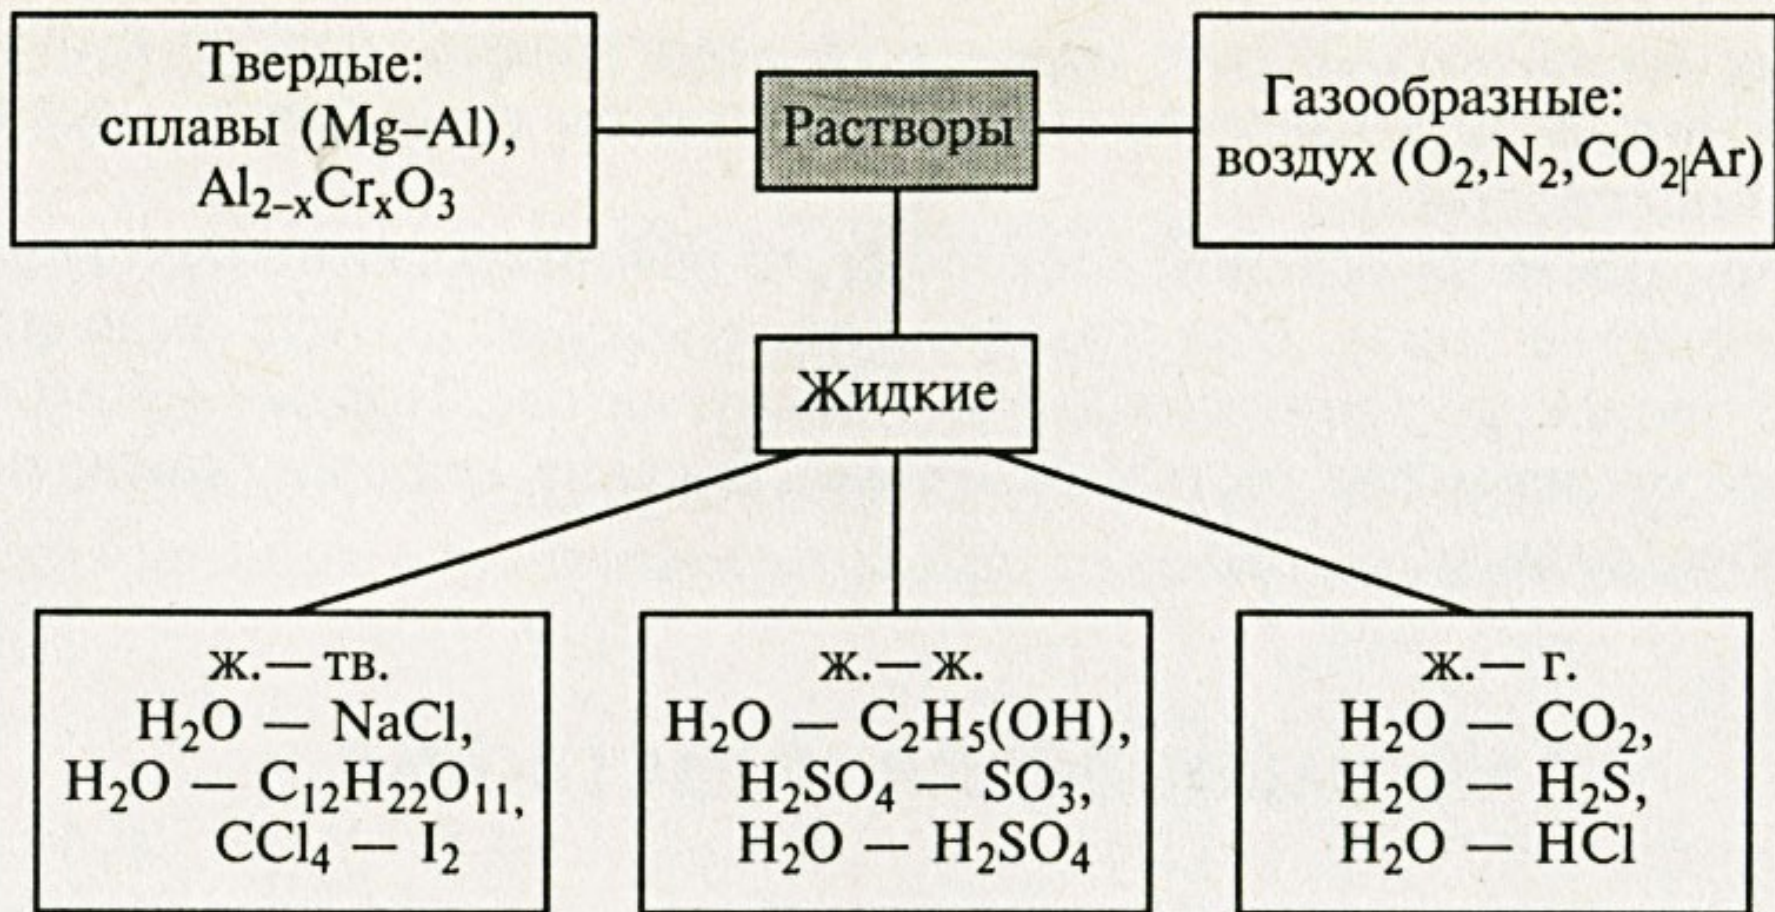 Твердые:
сплавы (Mg–Al),
Al₂₋ₓCrₓO₃
Растворы
Газообразные:
воздух (O₂,N₂,CO₂|Ar)
Жидкие
ж.— тв.
H₂O — NaCl,
H₂O — C₁₂H₂₂O₁₁,
CCl₄ — I₂
ж.— ж.
H₂O — C₂H₅(OH),
H₂SO₄ — SO₃,
H₂O — H₂SO₄
ж.— г.
H₂O — CO₂,
H₂O — H₂S,
H₂O — HCl